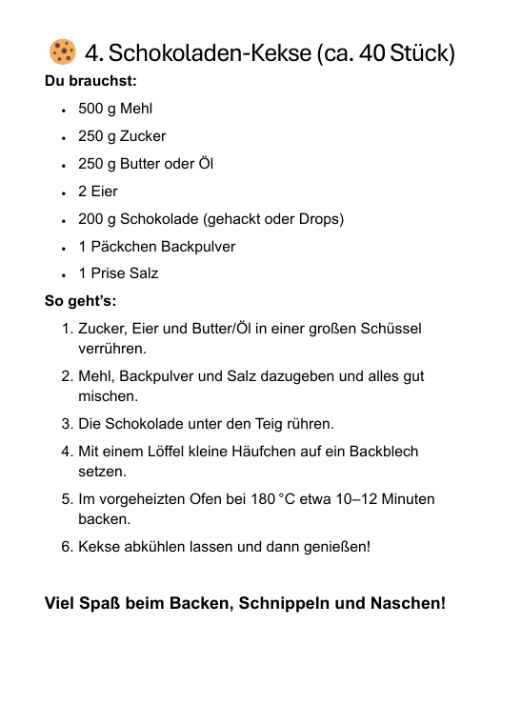 🍪 4. Schokoladen-Kekse (ca. 40 Stück)
Du brauchst:
• 500 g Mehl
• 250 g Zucker
• 250 g Butter oder Öl
• 2 Eier
• 200 g Schokolade (gehackt oder Drops)
• 1 Päckchen Backpulver
• 1 Prise Salz
So geht’s:
1. Zucker, Eier und Butter/Öl in einer großen Schüssel
verrühren.
2. Mehl, Backpulver und Salz dazugeben und alles gut
mischen.
3. Die Schokolade unter den Teig rühren.
4. Mit einem Löffel kleine Häufchen auf ein Backblech
setzen.
5. Im vorgeheizten Ofen bei 180 °C etwa 10–12 Minuten
backen.
6. Kekse abkühlen lassen und dann genießen!
Viel Spaß beim Backen, Schnippeln und Naschen!